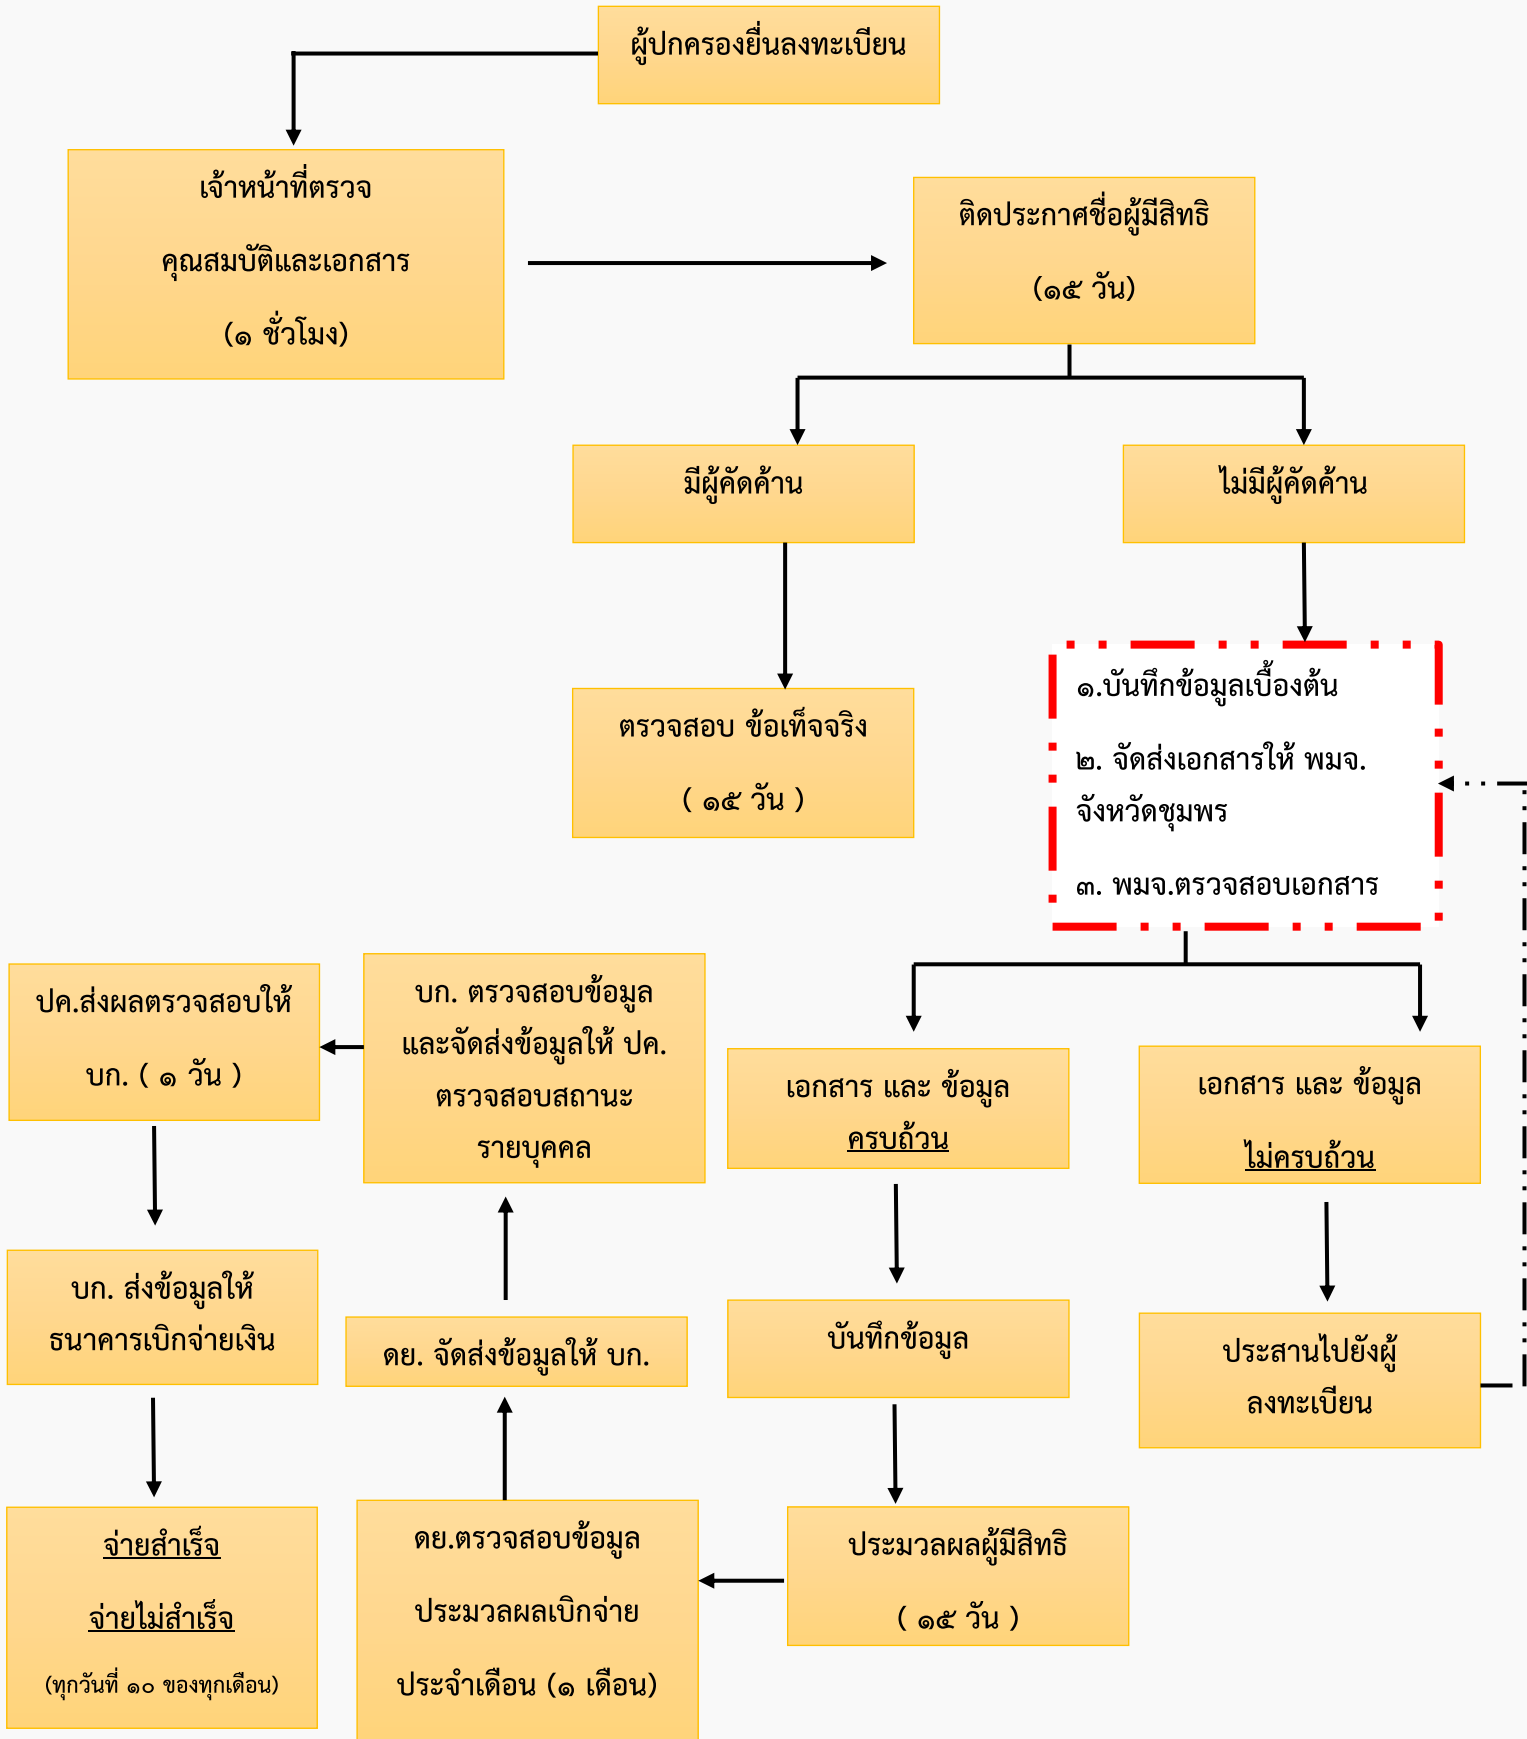 ผู้ปกครองยื่นลงทะเบียน
เจ้าหน้าที่ตรวจ
คุณสมบัติและเอกสาร
(๑ ชั่วโมง)
ติดประกาศชื่อผู้มีสิทธิ
(๑๕ วัน)
มีผู้คัดค้าน
ไม่มีผู้คัดค้าน
ตรวจสอบ ข้อเท็จจริง
( ๑๕ วัน )
๑.บันทึกข้อมูลเบื้องต้น
๒. จัดส่งเอกสารให้ พมจ.
จังหวัดชุมพร
๓. พมจ.ตรวจสอบเอกสาร
เอกสาร และ ข้อมูล
ครบถ้วน
เอกสาร และ ข้อมูล
ไม่ครบถ้วน
บันทึกข้อมูล
ประสานไปยังผู้
ลงทะเบียน
ประมวลผลผู้มีสิทธิ
( ๑๕ วัน )
ดย.ตรวจสอบข้อมูล
ประมวลผลเบิกจ่าย
ประจำเดือน (๑ เดือน)
ดย. จัดส่งข้อมูลให้ บก.
บก. ตรวจสอบข้อมูล
และจัดส่งข้อมูลให้ ปค.
ตรวจสอบสถานะ
รายบุคคล
ปค.ส่งผลตรวจสอบให้
บก. ( ๑ วัน )
บก. ส่งข้อมูลให้
ธนาคารเบิกจ่ายเงิน
จ่ายสำเร็จ
จ่ายไม่สำเร็จ
(ทุกวันที่ ๑๐ ของทุกเดือน)